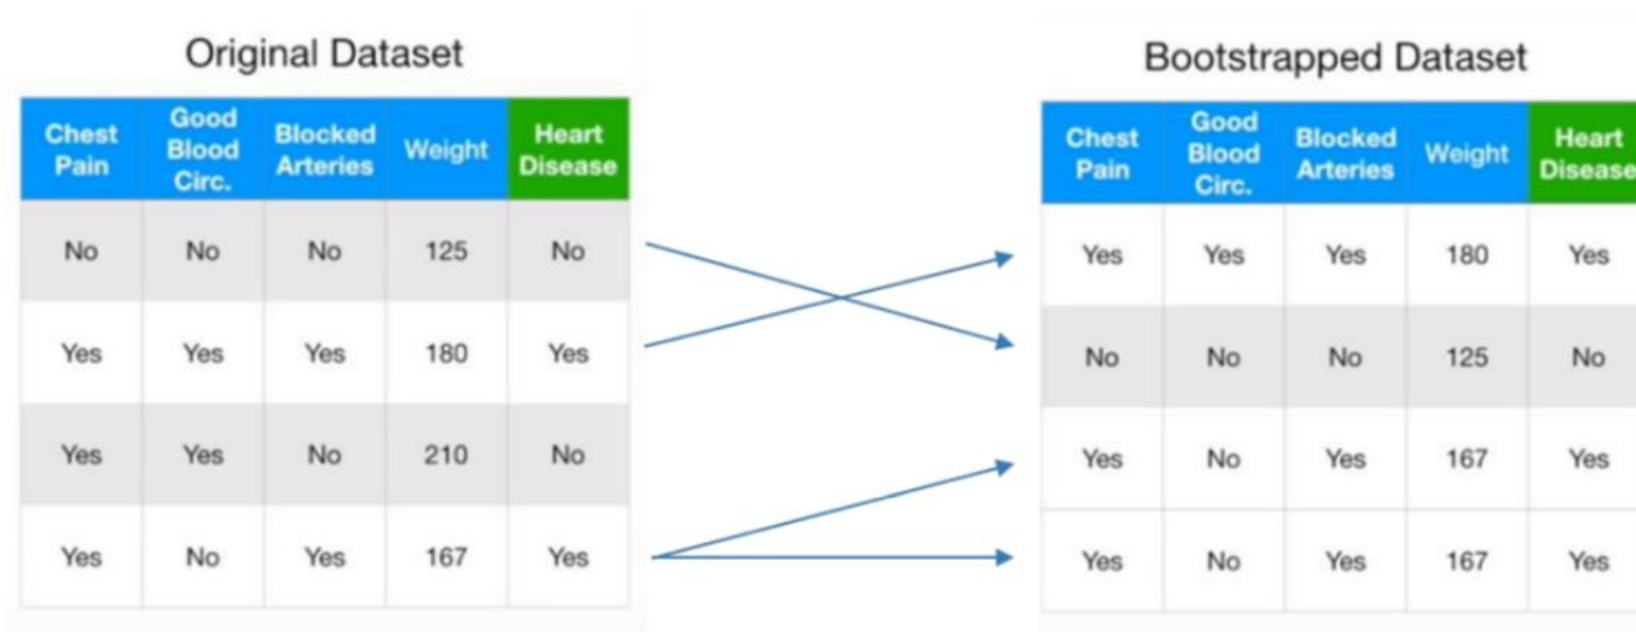 Original Dataset
Chest Pain Good Blood Circ. Blocked Arteries Weight Heart Disease
No No No 125 No
Yes Yes Yes 180 Yes
Yes Yes No 210 No
Yes No Yes 167 Yes
Bootstrapped Dataset
Chest Pain Good Blood Circ. Blocked Arteries Weight Heart Disease
Yes Yes Yes 180 Yes
No No No 125 No
Yes No Yes 167 Yes
Yes No Yes 167 Yes